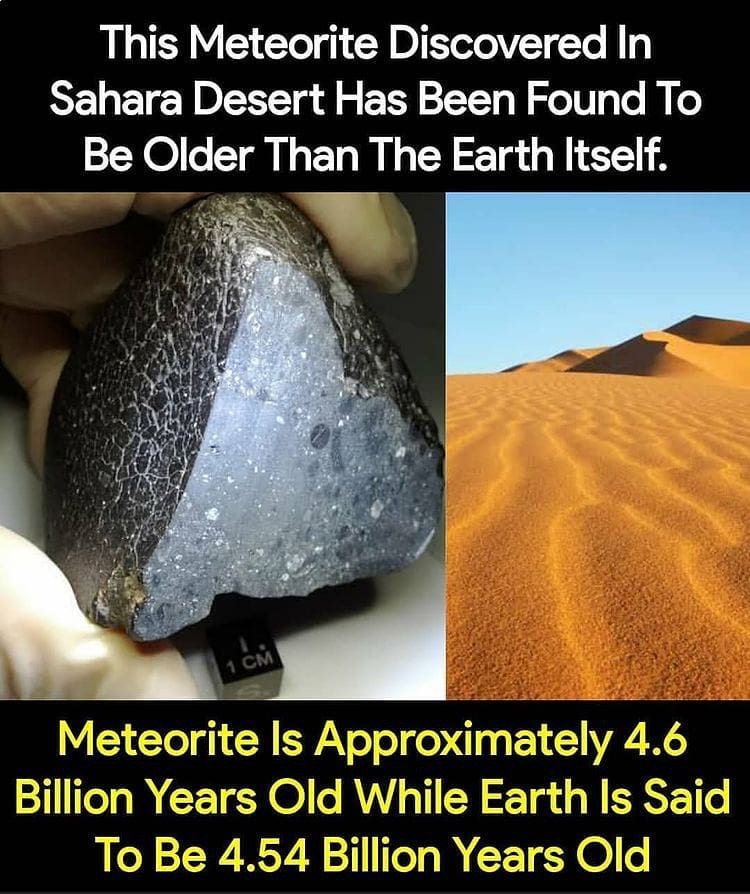 This Meteorite Discovered In
Sahara Desert Has Been Found To
Be Older Than The Earth Itself.
1 CM
Meteorite Is Approximately 4.6
Billion Years Old While Earth Is Said
To Be 4.54 Billion Years Old